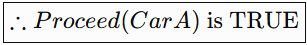 ∴ Proceed(CarA) is TRUE